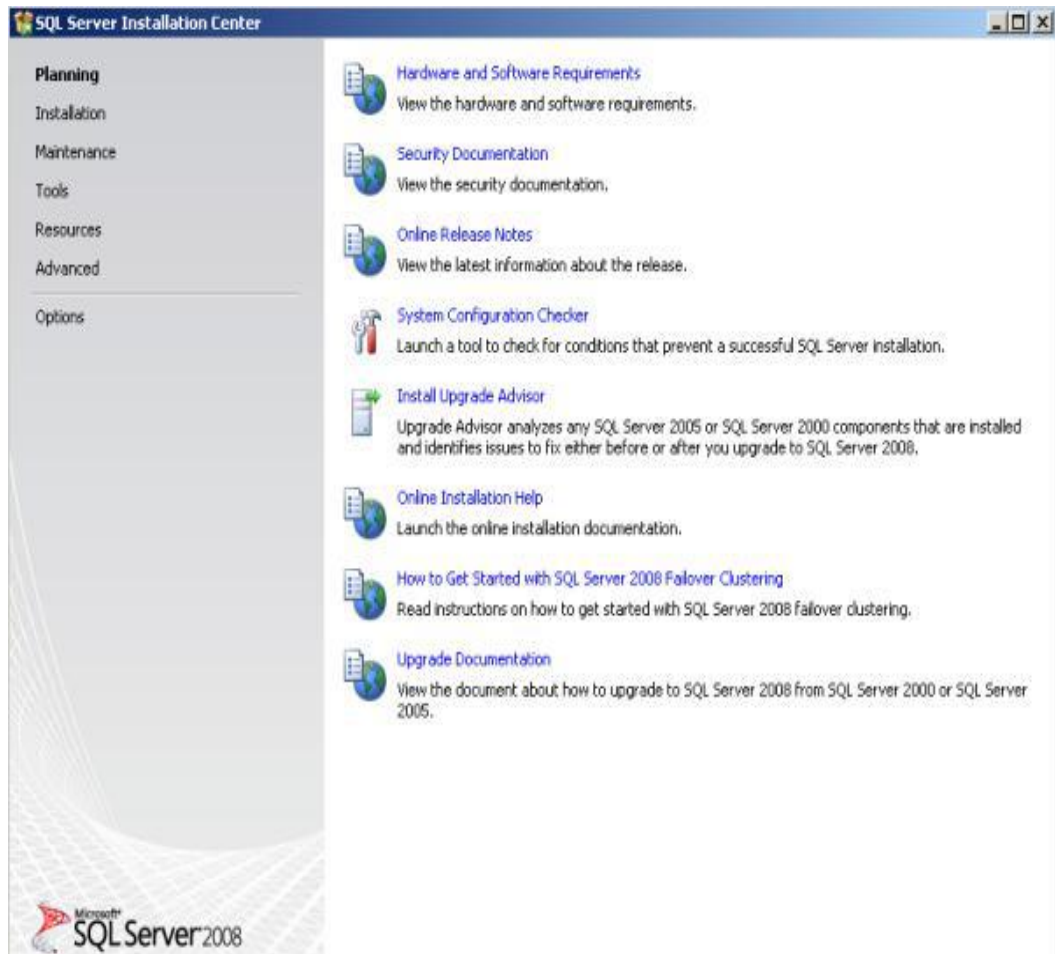 SQL Server Installation Center
Planning
Installation
Maintenance
Tools
Resources
Advanced
Options
Hardware and Software Requirements
View the hardware and software requirements.
Security Documentation
View the security documentation.
Online Release Notes
View the latest information about the release.
System Configuration Checker
Launch a tool to check for conditions that prevent a successful SQL Server installation.
Install Upgrade Advisor
Upgrade Advisor analyzes any SQL Server 2005 or SQL Server 2000 components that are installed
and identifies issues to fix either before or after you upgrade to SQL Server 2008.
Online Installation Help
Launch the online installation documentation.
How to Get Started with SQL Server 2008 Failover Clustering
Read instructions on how to get started with SQL Server 2008 failover clustering.
Upgrade Documentation
View the document about how to upgrade to SQL Server 2008 from SQL Server 2000 or SQL Server
2005.
Microsoft
SQL Server 2008